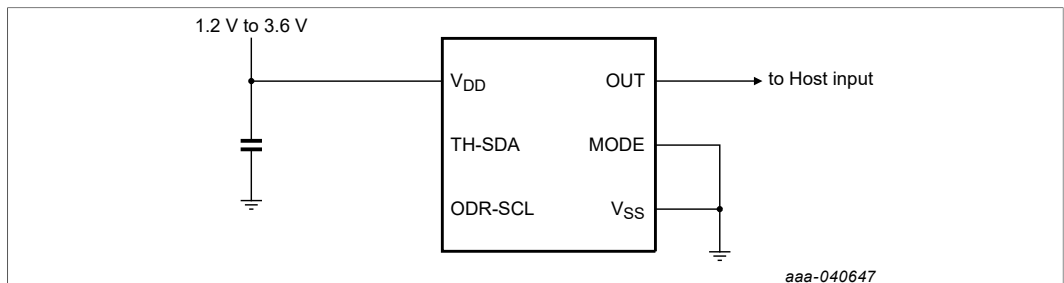 1.2 V to 3.6 V
VDD
OUT
to Host input
TH-SDA
MODE
ODR-SCL
VSS
aaa-040647